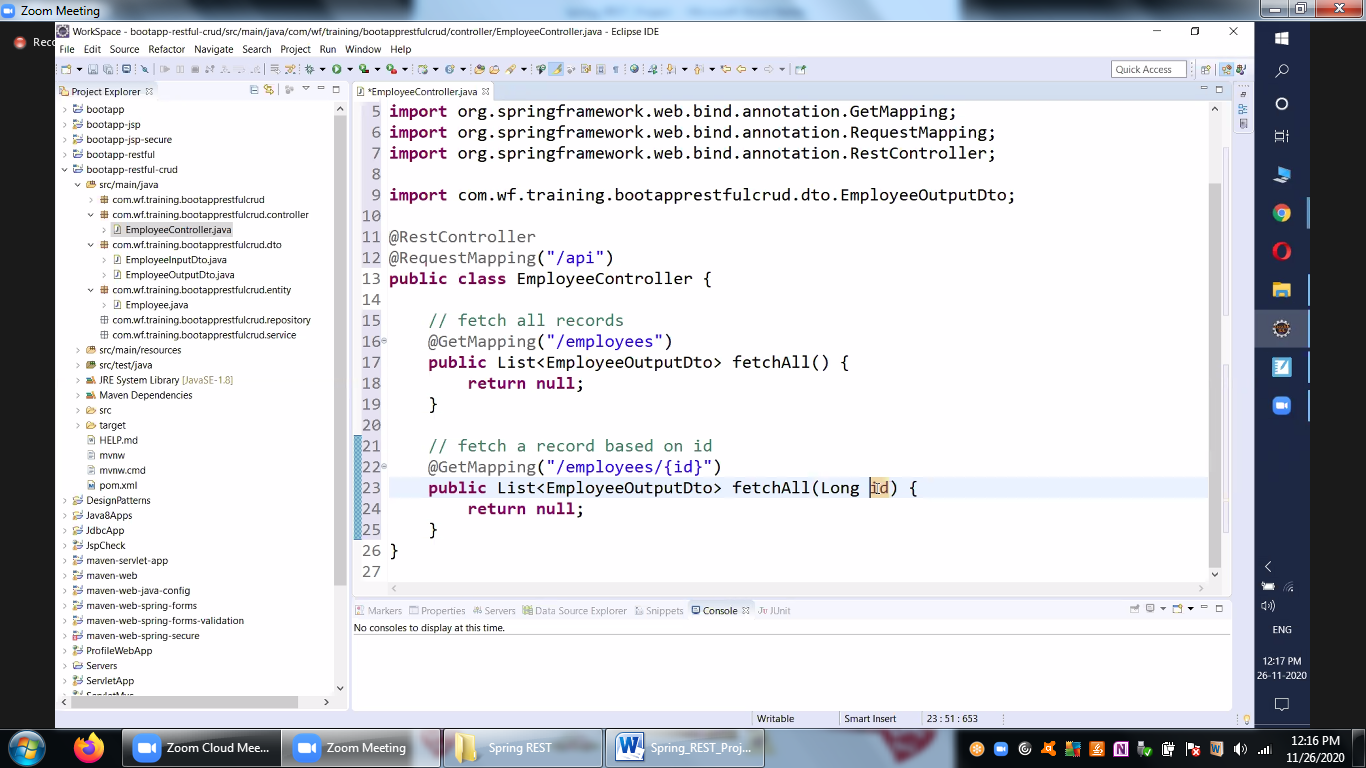 Zoom Meeting
Reco
WorkSpace - bootapp-restful-crud/src/main/java/com/wf/training/bootapprestfulcrud/controller/EmployeeController.java - Eclipse IDE
File Edit Source Refactor Navigate Search Project Run Window Help
Quick Access
Project Explorer
bootapp
bootapp-jsp
bootapp-jsp-secure
bootapp-restful
bootapp-restful-crud
src/main/java
com.wf.training.bootapprestfulcrud
com.wf.training.bootapprestfulcrud.controller
EmployeeController.java
com.wf.training.bootapprestfulcrud.dto
EmployeeInputDto.java
EmployeeOutputDto.java
com.wf.training.bootapprestfulcrud.entity
Employee.java
com.wf.training.bootapprestfulcrud.repository
com.wf.training.bootapprestfulcrud.service
src/main/resources
src/test/java
JRE System Library [JavaSE-1.8]
Maven Dependencies
src
target
HELP.md
mvnw
mvnw.cmd
pom.xml
DesignPatterns
Java8Apps
JdbcApp
JspCheck
maven-servlet-app
maven-web
maven-web-java-config
maven-web-spring-forms
maven-web-spring-forms-validation
maven-web-spring-secure
ProfileWebApp
Servers
ServletApp
*EmployeeController.java
5 import org.springframework.web.bind.annotation.GetMapping;
6 import org.springframework.web.bind.annotation.RequestMapping;
7 import org.springframework.web.bind.annotation.RestController;
8
9 import com.wf.training.bootapprestfulcrud.dto.EmployeeOutputDto;
10
11 @RestController
12 @RequestMapping("/api")
13 public class EmployeeController {
14
15 // fetch all records
16 @GetMapping("/employees")
17 public List<EmployeeOutputDto> fetchAll() {
18 return null;
19 }
20
21 // fetch a record based on id
22 @GetMapping("/employees/{id}")
23 public List<EmployeeOutputDto> fetchAll(Long id) {
24 return null;
25 }
26 }
27
Markers Properties Servers Data Source Explorer Snippets Console JUnit
No consoles to display at this time.
Writable Smart Insert 23 : 51 : 653
ENG
12:17 PM
26-11-2020
Zoom Cloud Mee... Zoom Meeting Spring REST Spring_REST_Proj...
12:16 PM
11/26/2020